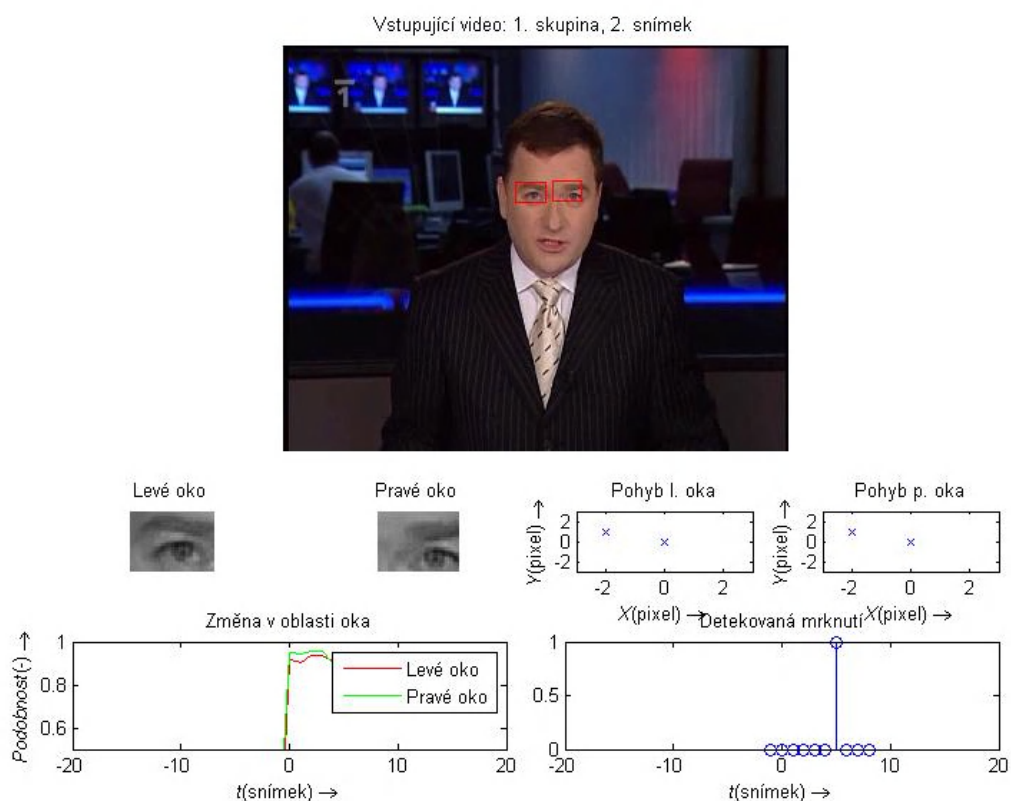 Vstupující video: 1. skupina, 2. snímek
1
Levé oko
Pravé oko
Pohyb l. oka
Pohyb p. oka
Y(pixel) →
2
0
-2
-2 0 2
X(pixel) →
Y(pixel) →
2
0
-2
-2 0 2
X(pixel) →
Změna v oblasti oka
Podobnost(-) →
1
0.8
0.6
Levé oko
Pravé oko
-20 -10 0 10 20
t(snímek) →
Detekovaná mrknutí
1
0.5
0
-20 -10 0 10 20
t(snímek) →